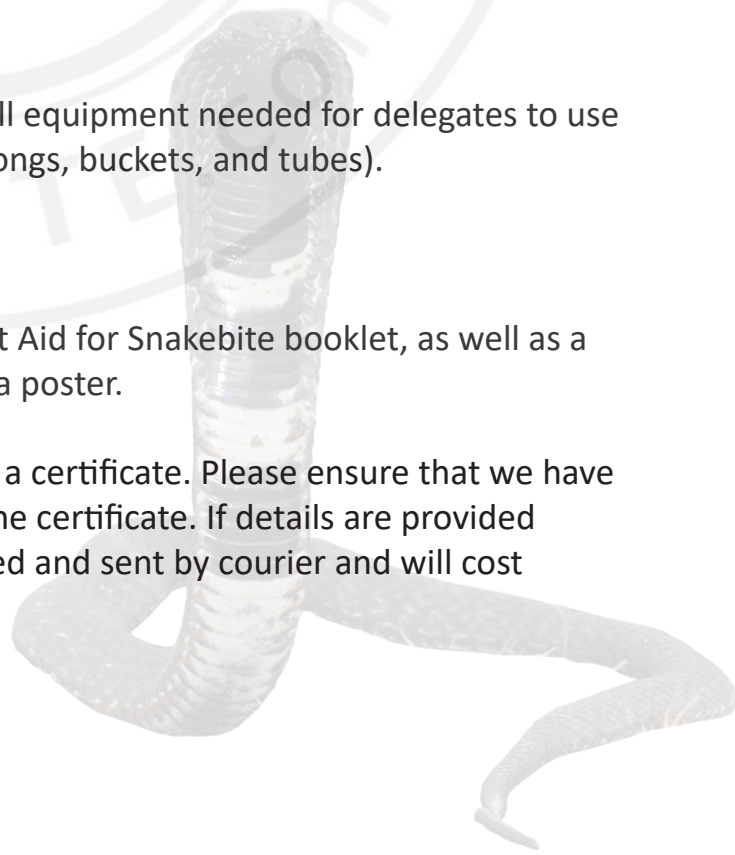 ll equipment needed for delegates to use
ongs, buckets, and tubes).
t Aid for Snakebite booklet, as well as a
a poster.
a certificate. Please ensure that we have
he certificate. If details are provided
ed and sent by courier and will cost